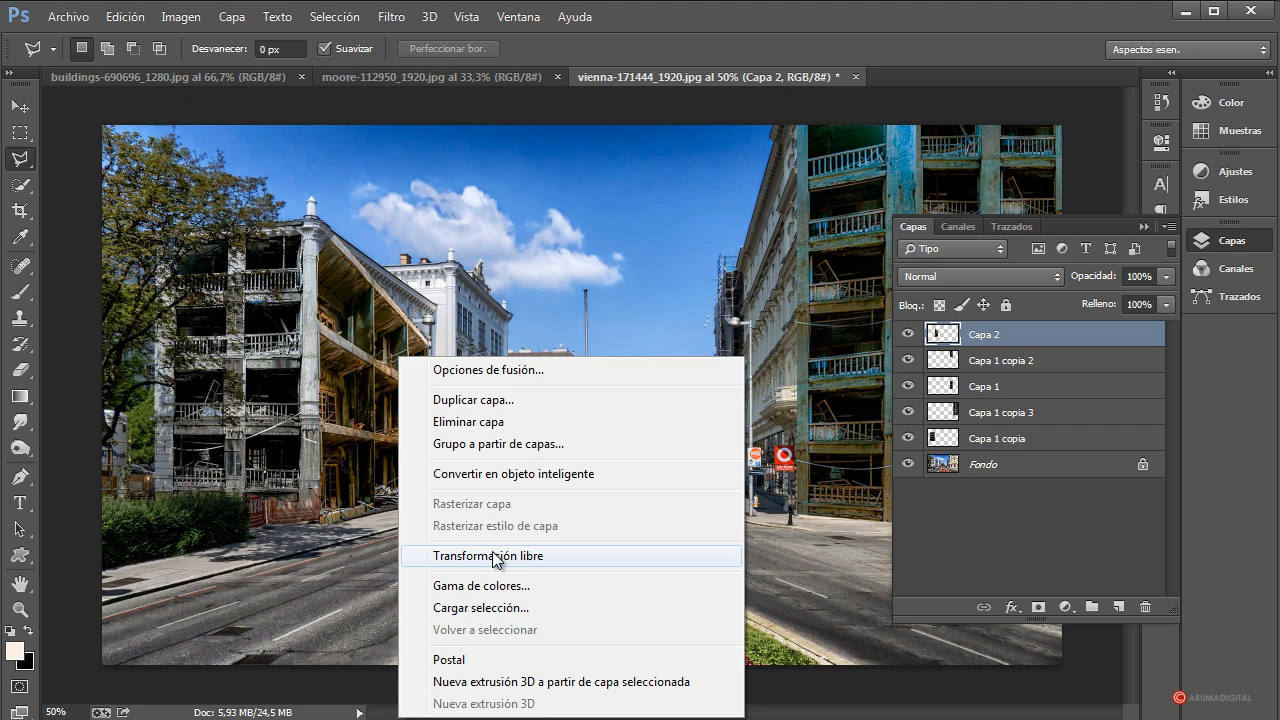 Ps Archivo Edición Imagen Capa Texto Selección Filtro 3D Vista Ventana Ayuda
Desvanecer: 0 px Suavizar Perfeccionar bor. Aspectos esen.
buildings-690696_1280.jpg al 66,7% (RGB/8#) × moore-112950_1920.jpg al 33,3% (RGB/8#) × vienna-171444_1920.jpg al 50% (Capa 2, RGB/8#) * ×
Color
Muestras
Ajustes
Estilos
Capas
Canales
Trazados
Capas Canales Trazados
Tipo
Normal Opacidad: 100%
Bloq.: Relleno: 100%
Capa 2
Capa 1 copia 2
Capa 1
Capa 1 copia 3
Capa 1 copia
Fondo
fx
Opciones de fusión...
Duplicar capa...
Eliminar capa
Grupo a partir de capas...
Convertir en objeto inteligente
Rasterizar capa
Rasterizar estilo de capa
Transformación libre
Gama de colores...
Cargar selección...
Volver a seleccionar
Postal
Nueva extrusión 3D a partir de capa seleccionada
Nueva extrusión 3D
50% Doc: 5,93 MB/24,5 MB
© ARUMADIGITAL